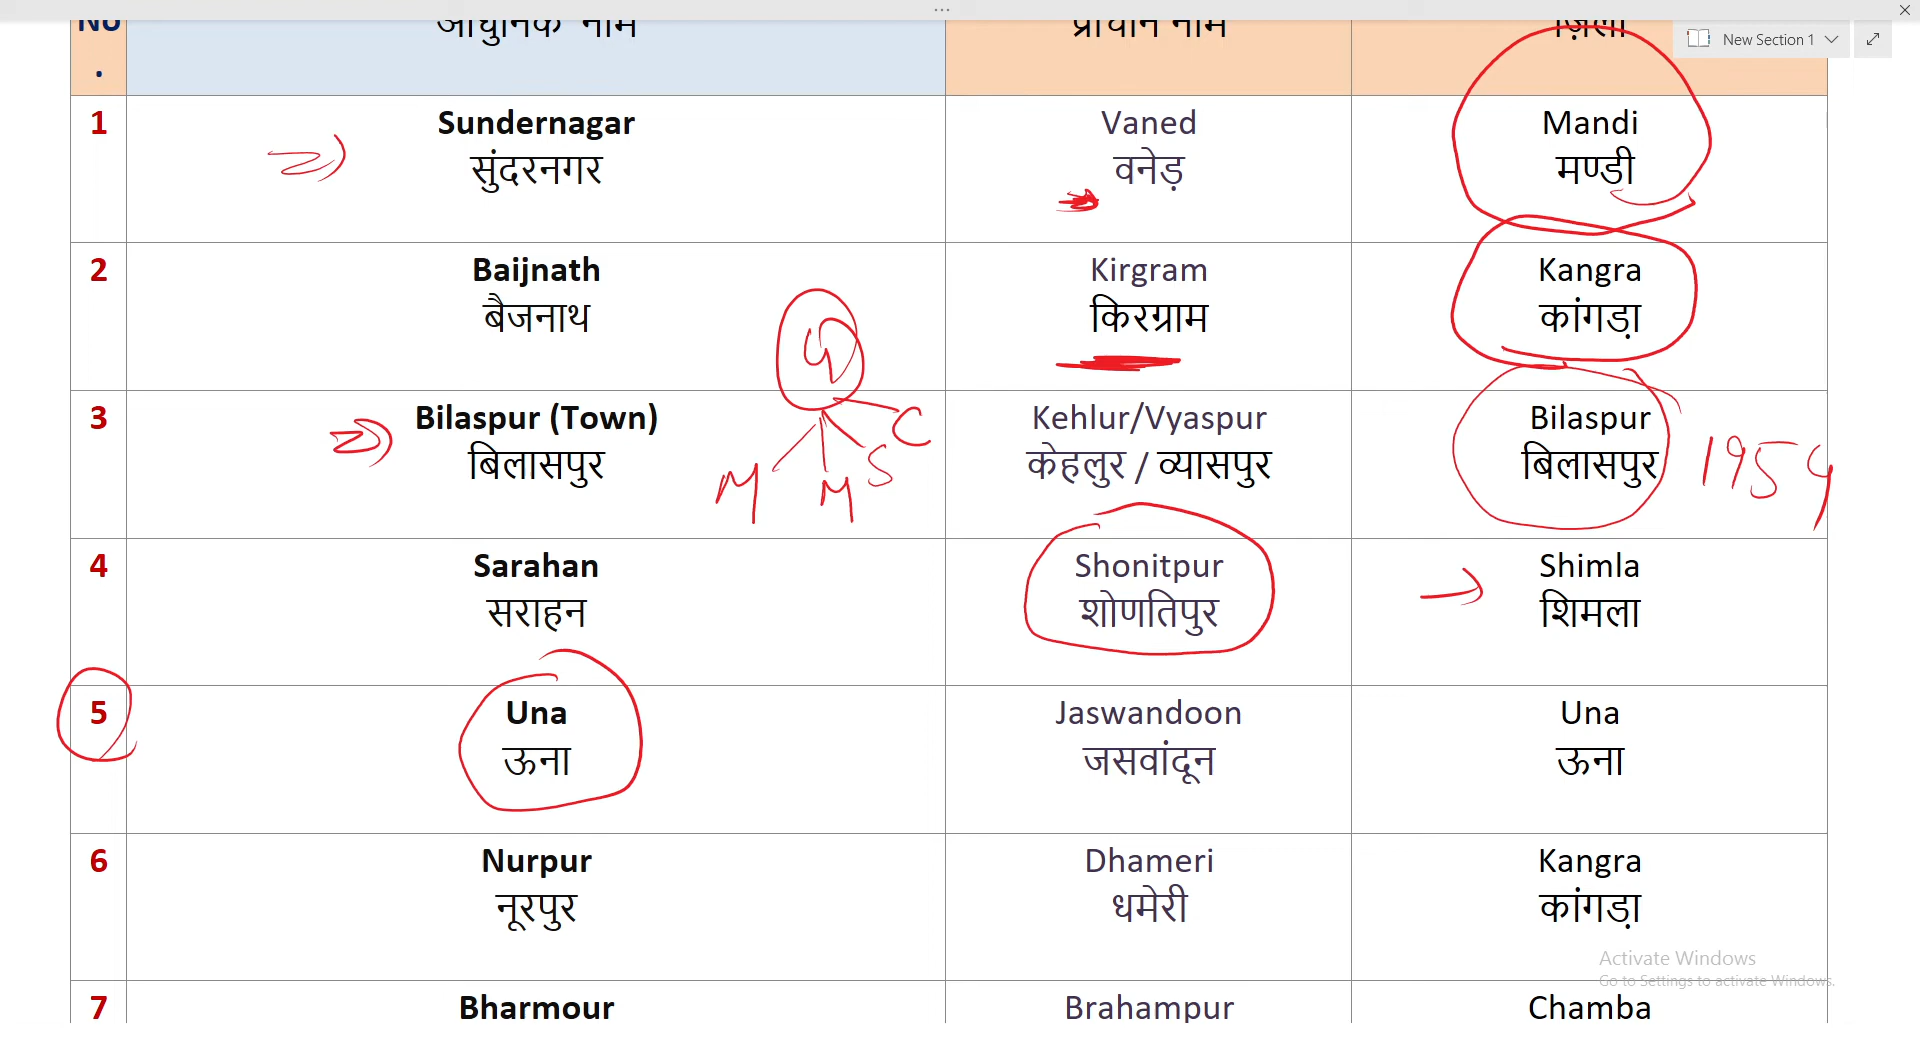 No आधुनिक नाम प्राचीन नाम ज़िला
.
New Section 1
1 Sundernagar Vaned Mandi
सुंदरनगर वनेड़ मण्डी
2 Baijnath Kirgram Kangra
बैजनाथ किरग्राम कांगड़ा
4 C
3 Bilaspur (Town) Kehlur/Vyaspur Bilaspur
बिलासपुर केहलुर / व्यासपुर बिलासपुर 1954
M M S
4 Sarahan Shonitpur Shimla
सराहन शोणतिपुर शिमला
5 Una Jaswandoon Una
ऊना जसवांदून ऊना
6 Nurpur Dhameri Kangra
नूरपुर धमेरी कांगड़ा
Activate Windows
Go to Settings to activate Windows.
7 Bharmour Brahampur Chamba